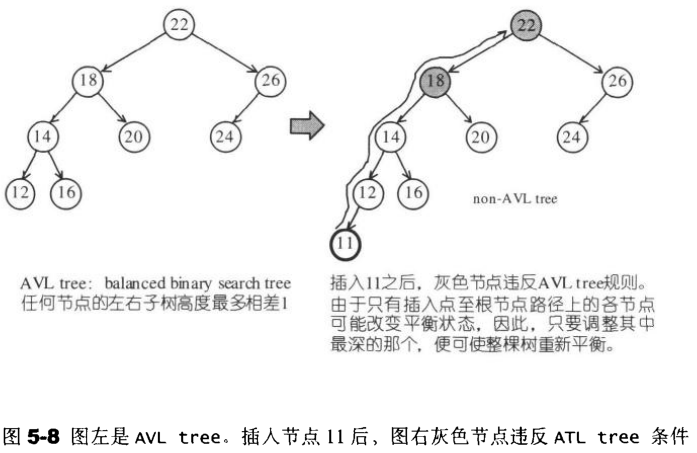 22
22
18
26
18
26
14
20
24
14
20
24
12
16
12
16
non-AVL tree
11
AVL tree: balanced binary search tree
任何节点的左右子树高度最多相差1
插入11之后，灰色节点违反AVL tree规则。
由于只有插入点至根节点路径上的各节点
可能改变平衡状态，因此，只要调整其中
最深的那个，便可使整棵树重新平衡。
图 5-8 图左是 AVL tree。插入节点 11 后，图右灰色节点违反 ATL tree 条件